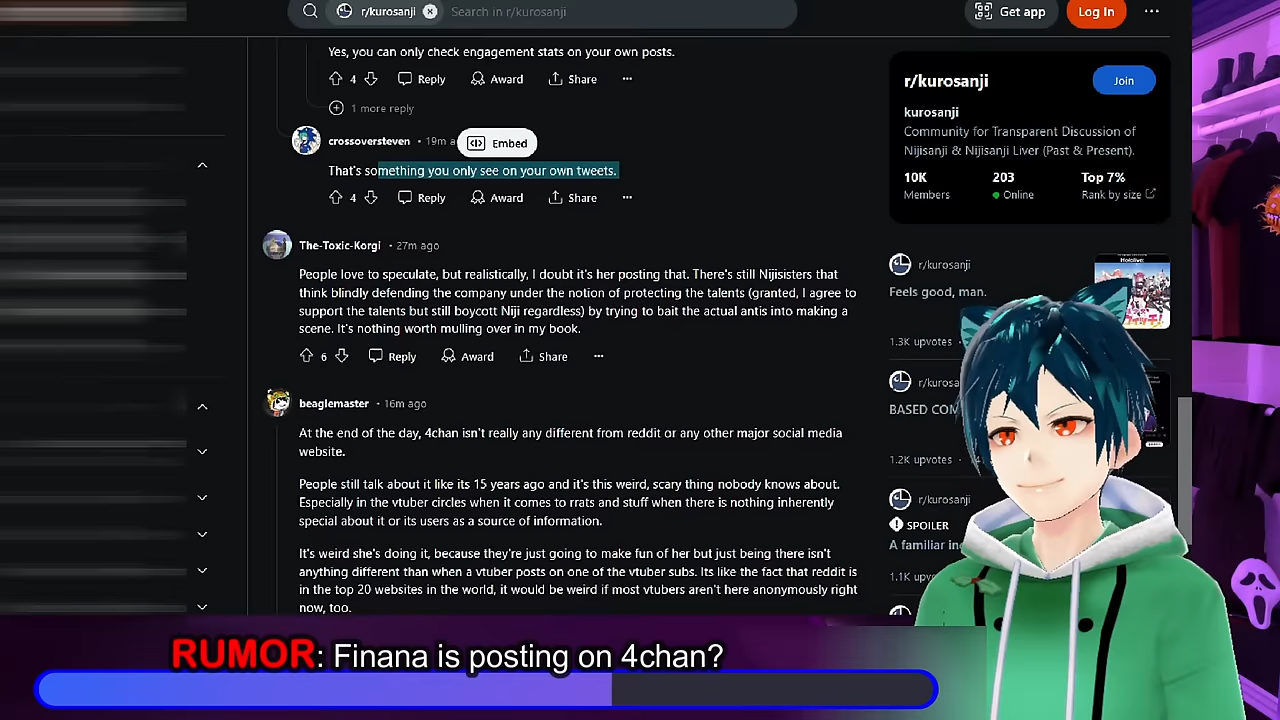 r/kurosanji
Search in r/kurosanji
Get app
Log In
Yes, you can only check engagement stats on your own posts.
4 Reply Award Share
1 more reply
crossoversteven • 19m a
Embed
That's something you only see on your own tweets.
4 Reply Award Share
The-Toxic-Korgi • 27m ago
People love to speculate, but realistically, I doubt it's her posting that. There's still Nijisisters that
think blindly defending the company under the notion of protecting the talents (granted, I agree to
support the talents but still boycott Niji regardless) by trying to bait the actual antis into making a
scene. It's nothing worth mulling over in my book.
6 Reply Award Share
beaglemaster • 16m ago
At the end of the day, 4chan isn't really any different from reddit or any other major social media
website.
People still talk about it like its 15 years ago and it's this weird, scary thing nobody knows about.
Especially in the vtuber circles when it comes to rrats and stuff when there is nothing inherently
special about it or its users as a source of information.
It's weird she's doing it, because they're just going to make fun of her but just being there isn't
anything different than when a vtuber posts on one of the vtuber subs. Its like the fact that reddit is
in the top 20 websites in the world, it would be weird if most vtubers aren't here anonymously right
now, too.
r/kurosanji
Join
kurosanji
Community for Transparent Discussion of
Nijisanji & Nijisanji Liver (Past & Present).
10K 203 Top 7%
Members Online Rank by size
r/kurosanji
Feels good, man.
1.3K upvotes
r/kurosa
BASED COM
1.2K upvotes
r/kurosanji
SPOILER
A familiar in
1.1K upv
RUMOR: Finana is posting on 4chan?